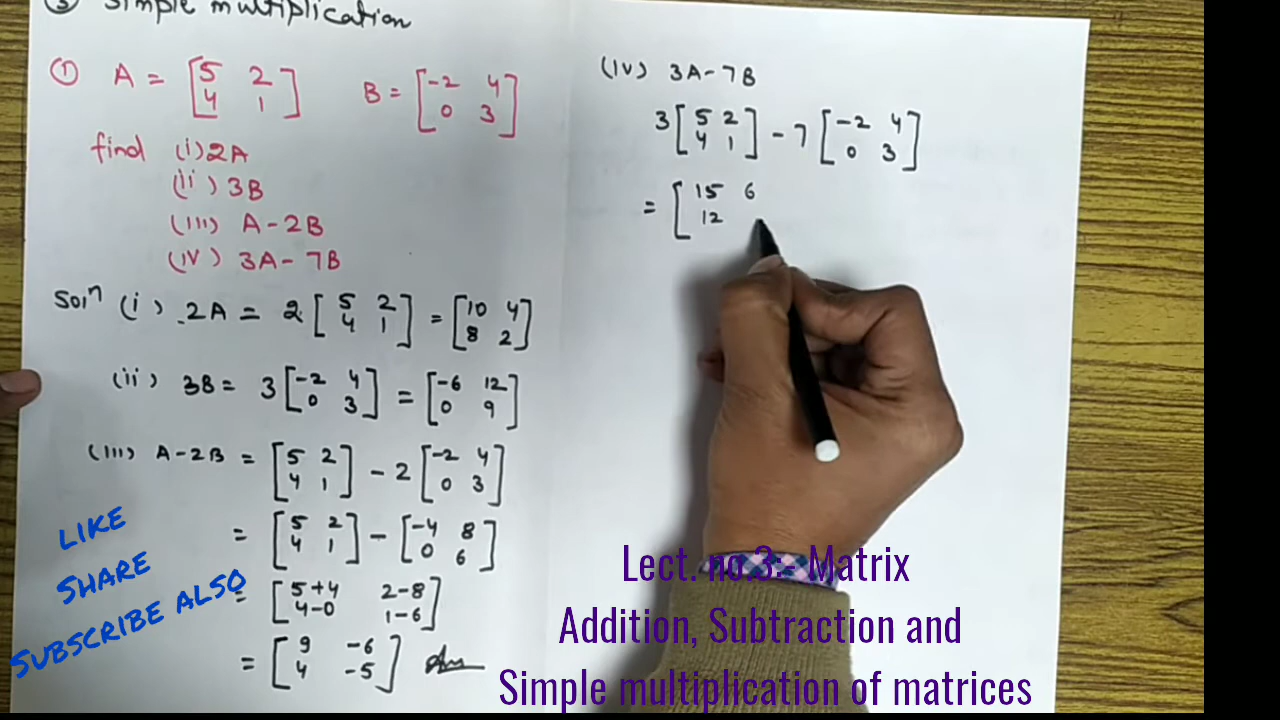 ③ Simple multiplication
① A = [5 2 4 1] B = [-2 4 0 3]
find (i) 2A
(ii) 3B
(iii) A-2B
(iv) 3A-7B
Solⁿ (i) 2A = 2 [5 2 4 1] = [10 4 8 2]
(ii) 3B = 3 [-2 4 0 3] = [-6 12 0 9]
(iii) A-2B = [5 2 4 1] - 2 [-2 4 0 3]
= [5 2 4 1] - [-4 8 0 6]
= [5+4 2-8 4-0 1-6]
= [9 -6 4 -5] Ans
(iv) 3A-7B
3 [5 2 4 1] - 7 [-2 4 0 3]
= [15 6
12
LIKE
SHARE
SUBSCRIBE ALSO
Lect. no.3:- Matrix
Addition, Subtraction and
Simple multiplication of matrices